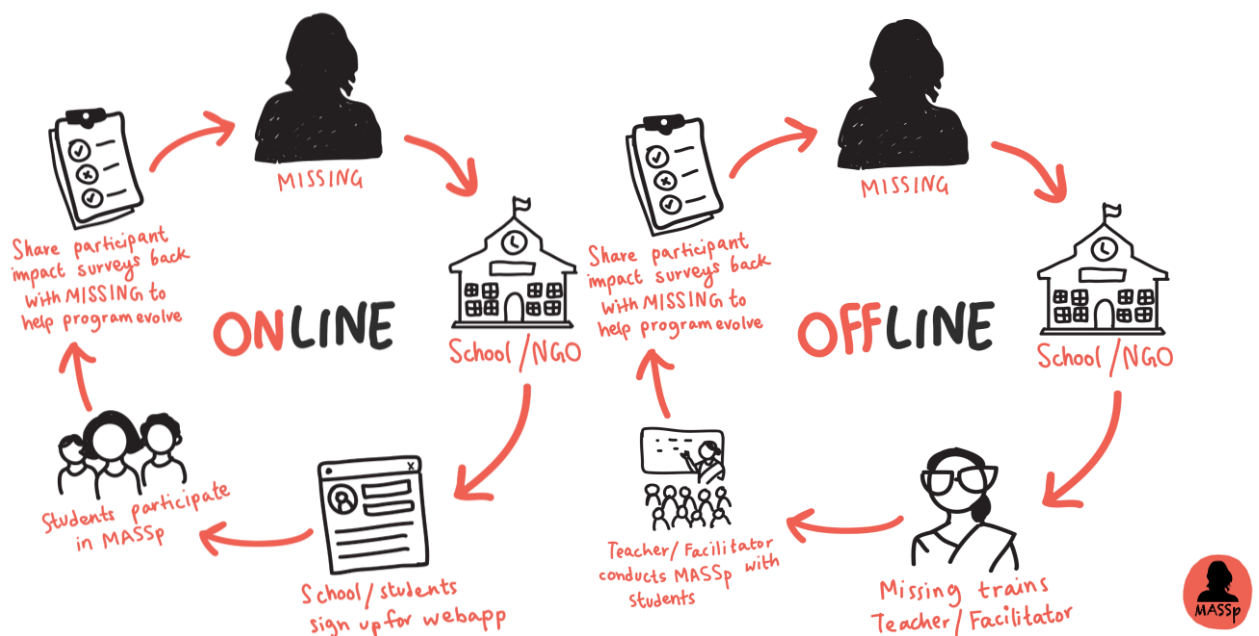 MISSING
School/NGO
School/students
sign up for webapp
Students participate
in MASSp
Share participant
impact surveys back
with MISSING to
help program evolve
ONLINE
MISSING
School/NGO
Missing trains
Teacher/Facilitator
Teacher/Facilitator
conducts MASSp with
students
Share participant
impact surveys back
with MISSING to
help program evolve
OFFLINE
MASSp